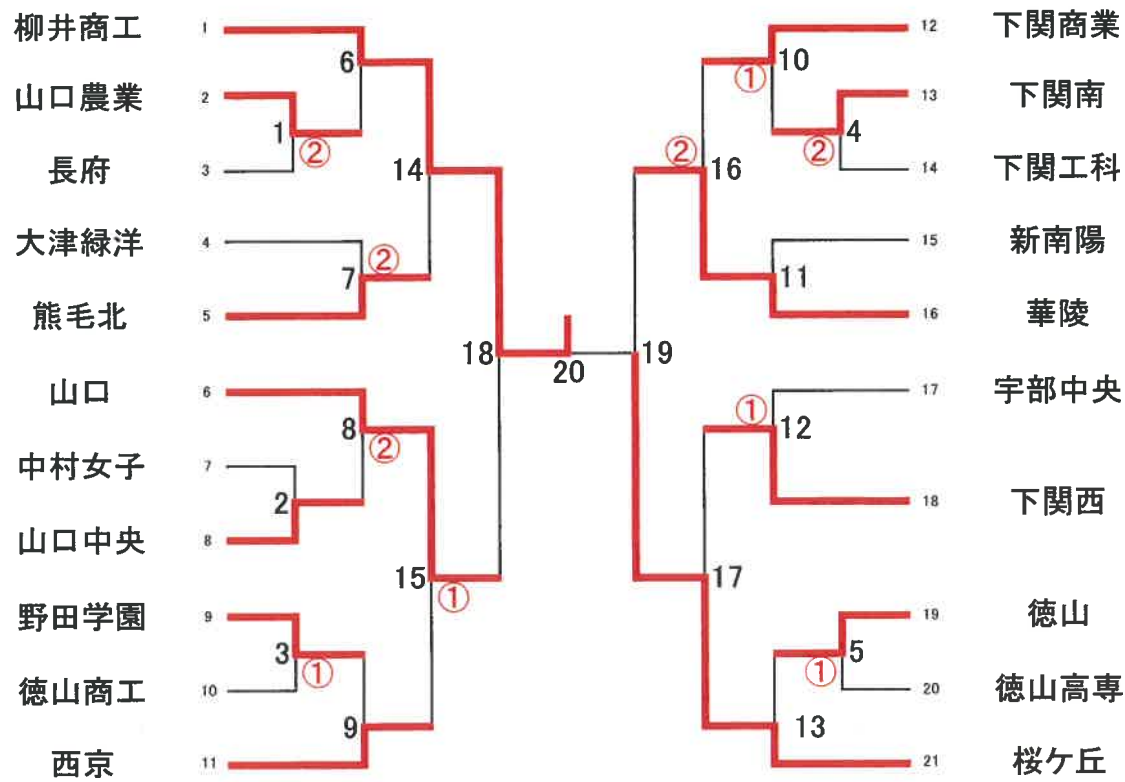 柳井商工 1
山口農業 2
長府 3
大津緑洋 4
熊毛北 5
山口 6
中村女子 7
山口中央 8
野田学園 9
徳山商工 10
西京 11
6
1 ②
14
7 ②
18
8 ②
2
15 ①
3 ①
9
20
10 ①
4 ②
② 16
11
19
① 12
17
5 ①
13
12 下関商業
13 下関南
14 下関工科
15 新南陽
16 華陵
17 宇部中央
18 下関西
19 徳山
20 徳山高専
21 桜ケ丘